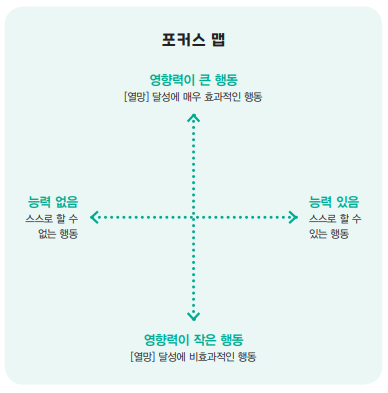 포커스 맵
영향력이 큰 행동
[열망] 달성에 매우 효과적인 행동
능력 없음
스스로 할 수
없는 행동
능력 있음
스스로 할 수
있는 행동
영향력이 작은 행동
[열망] 달성에 비효과적인 행동